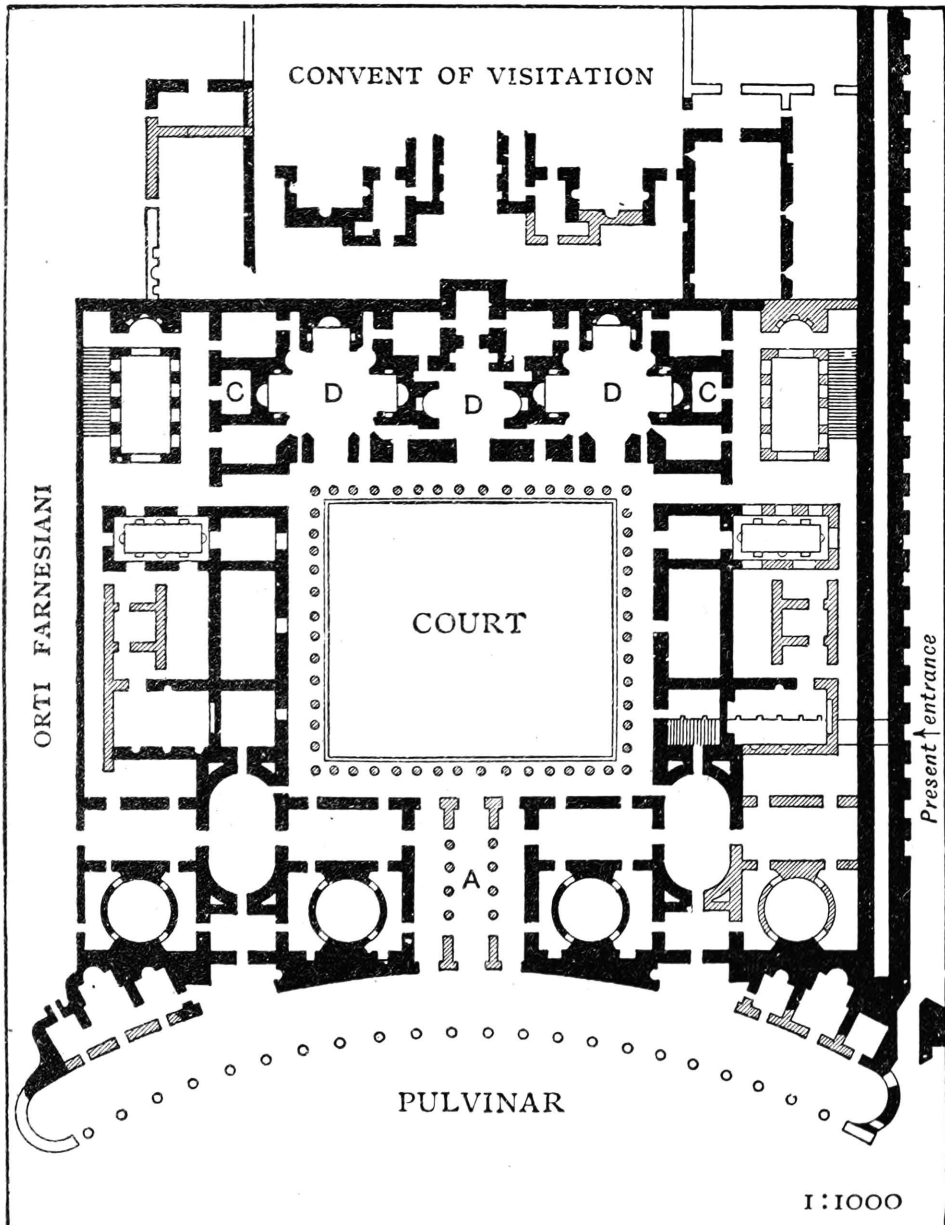 CONVENT OF VISITATION
C
D
D
D
C
ORTI FARNESIANI
COURT
Present entrance
A
PULVINAR
1:1000